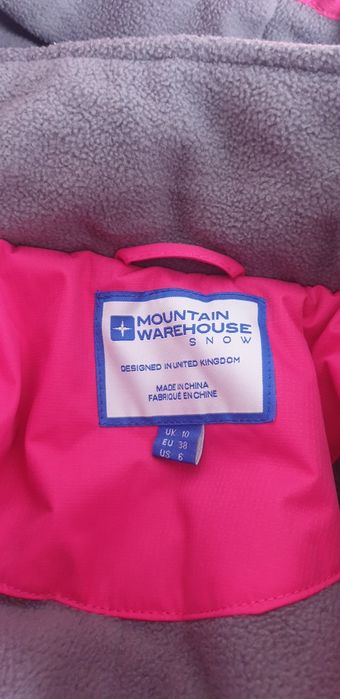 MOUNTAIN
WAREHOUSE
SNOW
DESIGNED IN UNITED KINGDOM
MADE IN CHINA
FABRIQUÉ EN CHINE
UK 10
EU 38
US 6